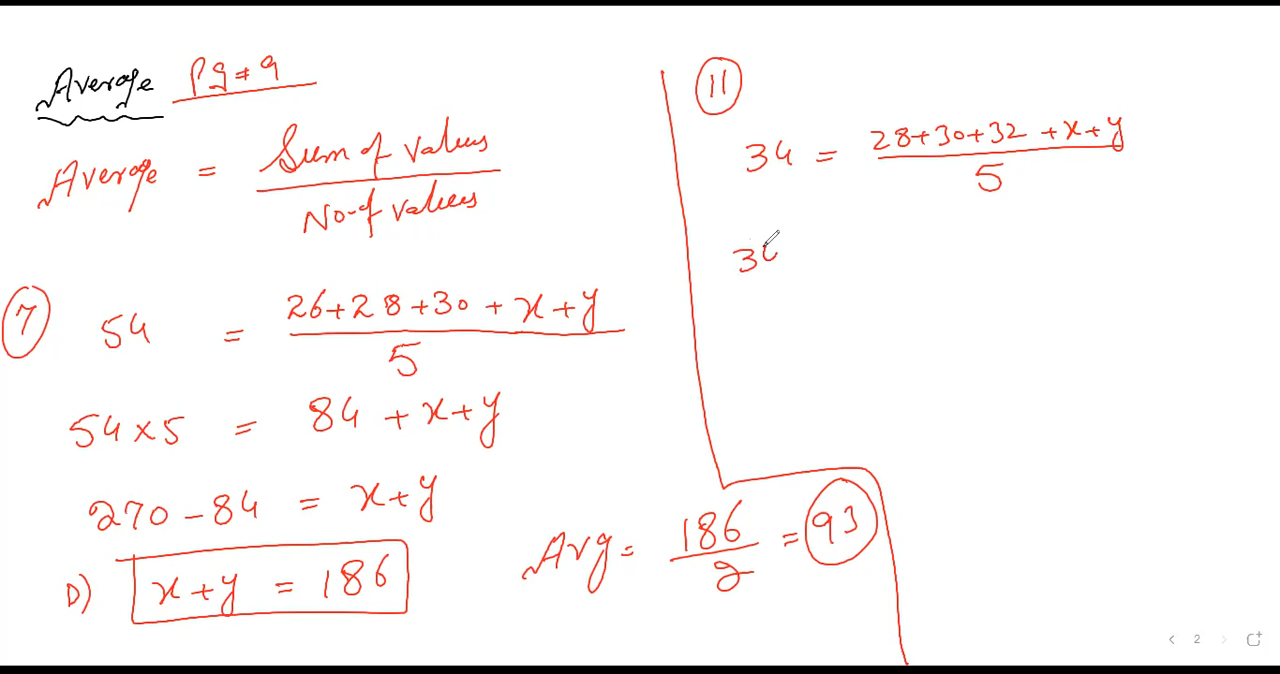 Average Pg # 9
Average = Sum of values / No. of values
7
54 = 26+28+30+x+y / 5
54×5 = 84+x+y
270-84 = x+y
D) x+y = 186
Avg = 186 / 2 = 93
11
34 = 28+30+32+x+y / 5
3
2